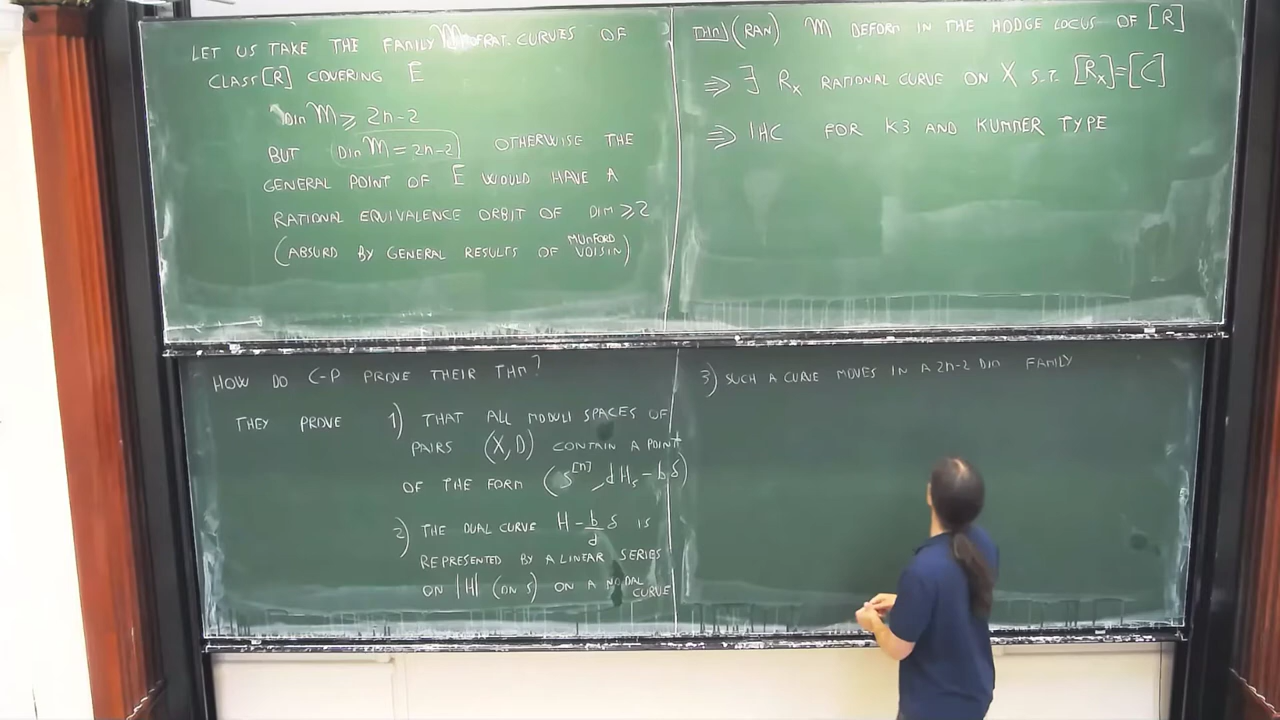 LET US TAKE THE FAMILY M OF RAT. CURVES OF
CLASS [R] COVERING E
DIM M ≥ 2n-2
BUT DIM M = 2n-2 OTHERWISE THE
GENERAL POINT OF E WOULD HAVE A
RATIONAL EQUIVALENCE ORBIT OF DIM ≥ 2
(ABSURD BY GENERAL RESULTS OF MUMFORD VOISIN)
THM) (RAN) M DEFORM IN THE HODGE LOCUS OF [R]
⇒ ∃ Rx RATIONAL CURVE ON X S.T. [Rx]=[C]
⇒ IHC FOR K3 AND KUMMER TYPE
HOW DO C-P PROVE THEIR THM?
THEY PROVE 1) THAT ALL MODULI SPACES OF
PAIRS (X,D) CONTAIN A POINT
OF THE FORM (S^[n], dH_S - bδ)
2) THE DUAL CURVE H - b/d δ IS
REPRESENTED BY A LINEAR SERIES
ON |H| (ON S) ON A NODAL CURVE
3) SUCH A CURVE MOVES IN A 2n-2 DIM FAMILY